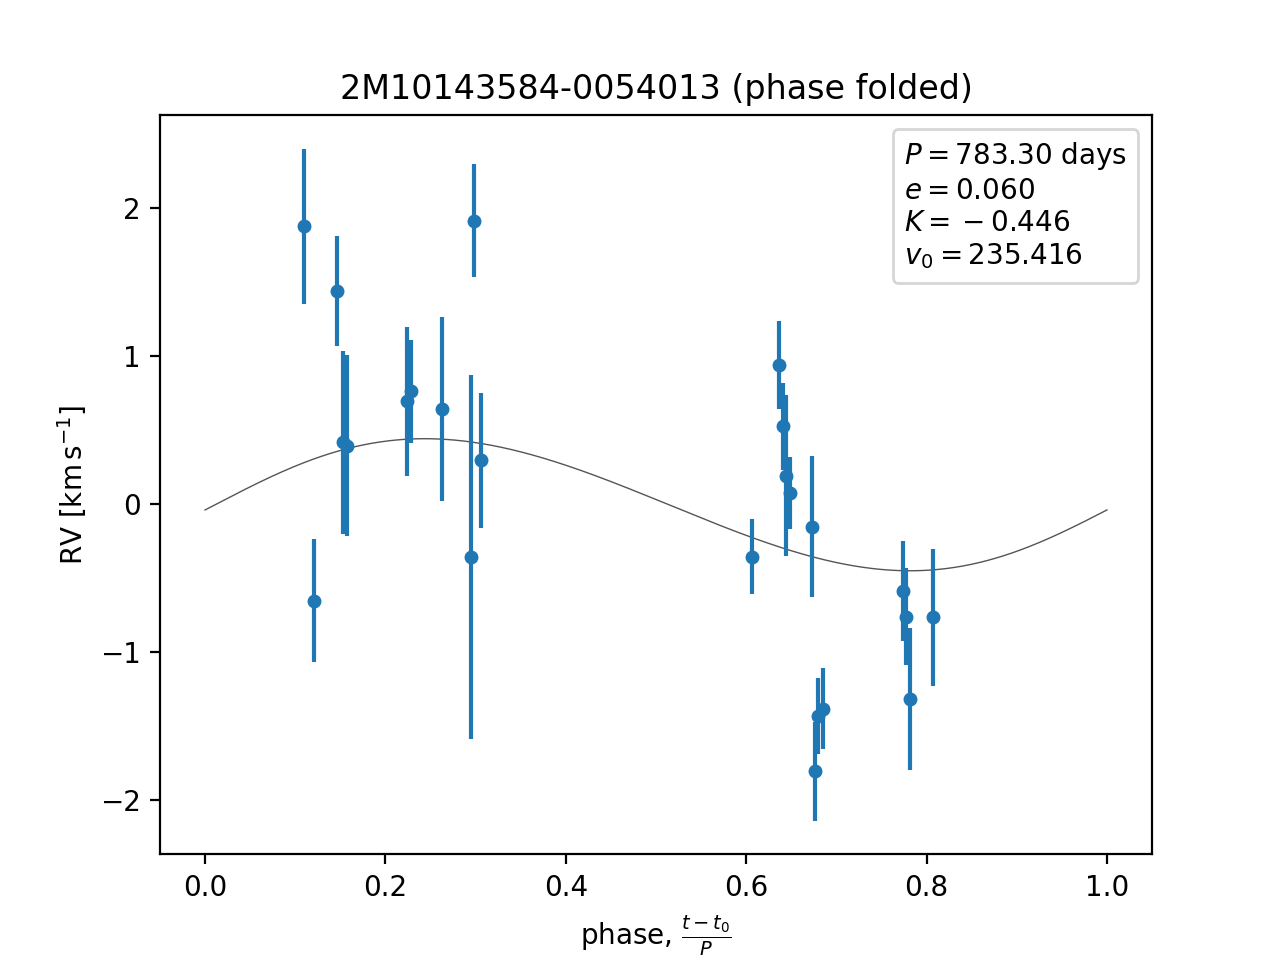 2M10143584-0054013 (phase folded)
P = 783.30 days
e = 0.060
K = −0.446
v₀ = 235.416
RV [km s⁻¹]
2
1
0
−1
−2
0.0 0.2 0.4 0.6 0.8 1.0
phase, (t − t₀)/P